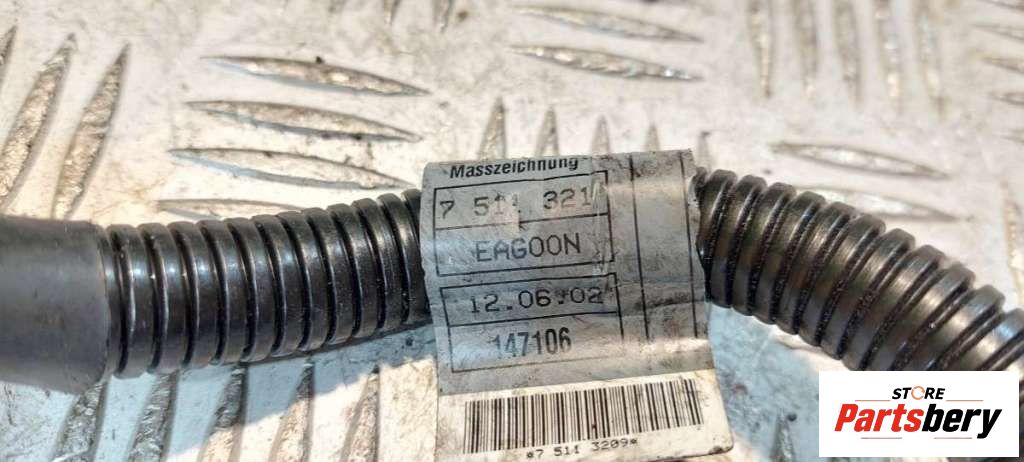 Masszeichnung
7 511 321
EAGOON
12.06.02
147106
*7 511 3209*
STORE
Partsbery